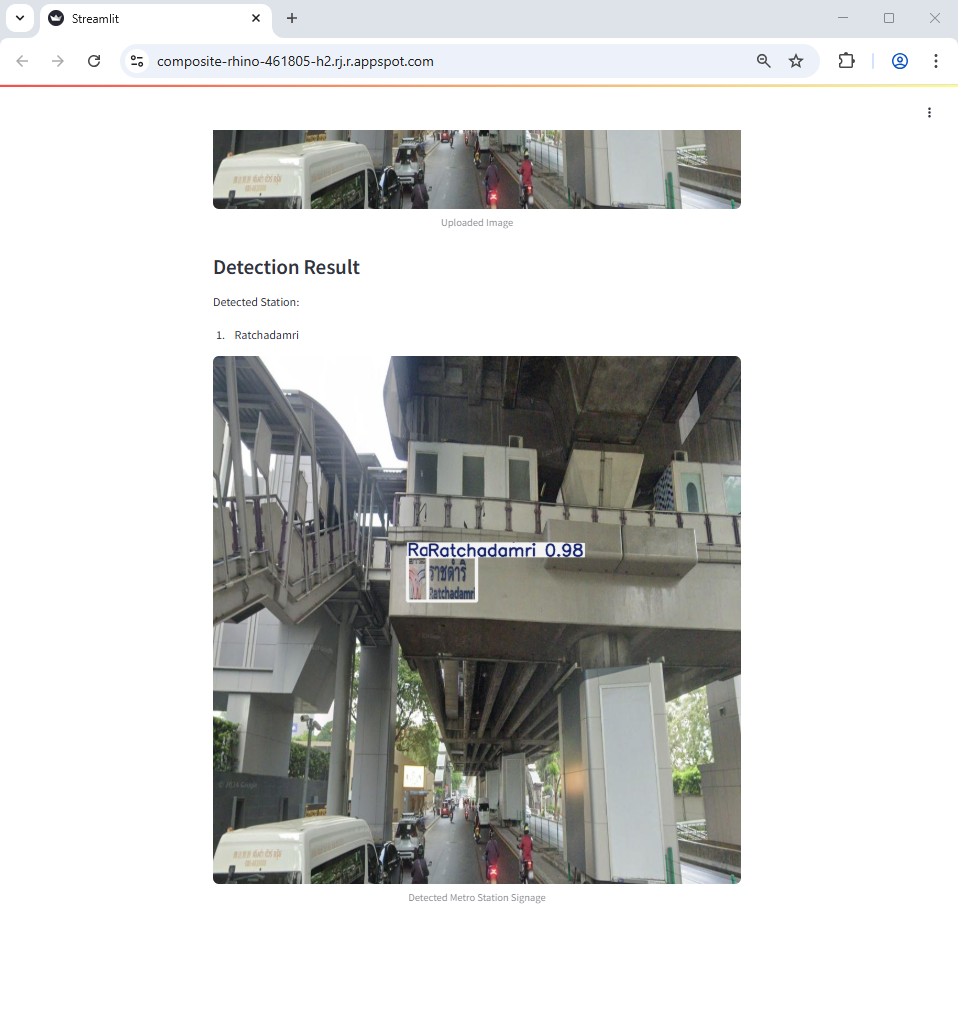 Streamlit
composite-rhino-461805-h2.rj.r.appspot.com
Uploaded Image
Detection Result
Detected Station:
1. Ratchadamri
RaRatchadamri 0.98
ราชดำริ
Ratchadamri
Detected Metro Station Signage